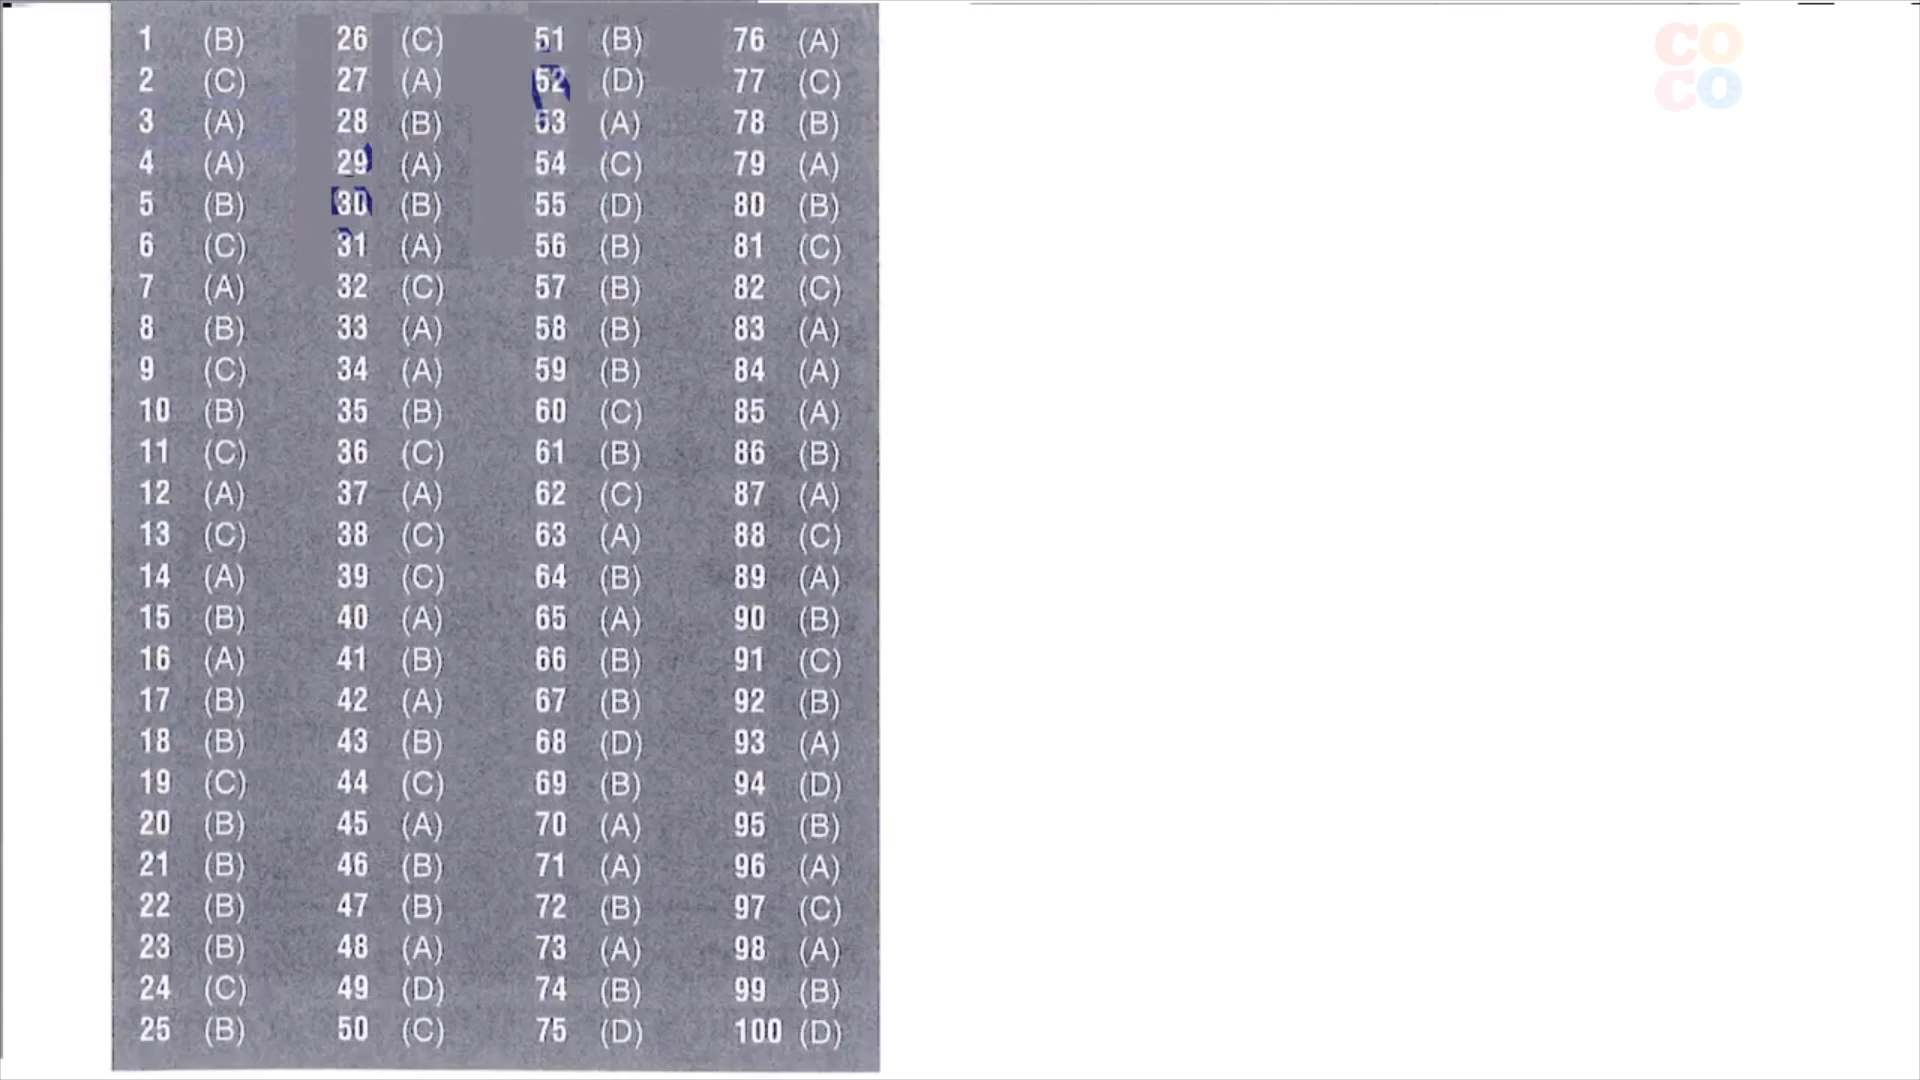 1 (B) 26 (C) 51 (B) 76 (A)
2 (C) 27 (A) 52 (D) 77 (C)
3 (A) 28 (B) 53 (A) 78 (B)
4 (A) 29 (A) 54 (C) 79 (A)
5 (B) 30 (B) 55 (D) 80 (B)
6 (C) 31 (A) 56 (B) 81 (C)
7 (A) 32 (C) 57 (B) 82 (C)
8 (B) 33 (A) 58 (B) 83 (A)
9 (C) 34 (A) 59 (B) 84 (A)
10 (B) 35 (B) 60 (C) 85 (A)
11 (C) 36 (C) 61 (B) 86 (B)
12 (A) 37 (A) 62 (C) 87 (A)
13 (C) 38 (C) 63 (A) 88 (C)
14 (A) 39 (C) 64 (B) 89 (A)
15 (B) 40 (A) 65 (A) 90 (B)
16 (A) 41 (B) 66 (B) 91 (C)
17 (B) 42 (A) 67 (B) 92 (B)
18 (B) 43 (B) 68 (D) 93 (A)
19 (C) 44 (C) 69 (B) 94 (D)
20 (B) 45 (A) 70 (A) 95 (B)
21 (B) 46 (B) 71 (A) 96 (A)
22 (B) 47 (B) 72 (B) 97 (C)
23 (B) 48 (A) 73 (A) 98 (A)
24 (C) 49 (D) 74 (B) 99 (B)
25 (B) 50 (C) 75 (D) 100 (D)
CO
CO